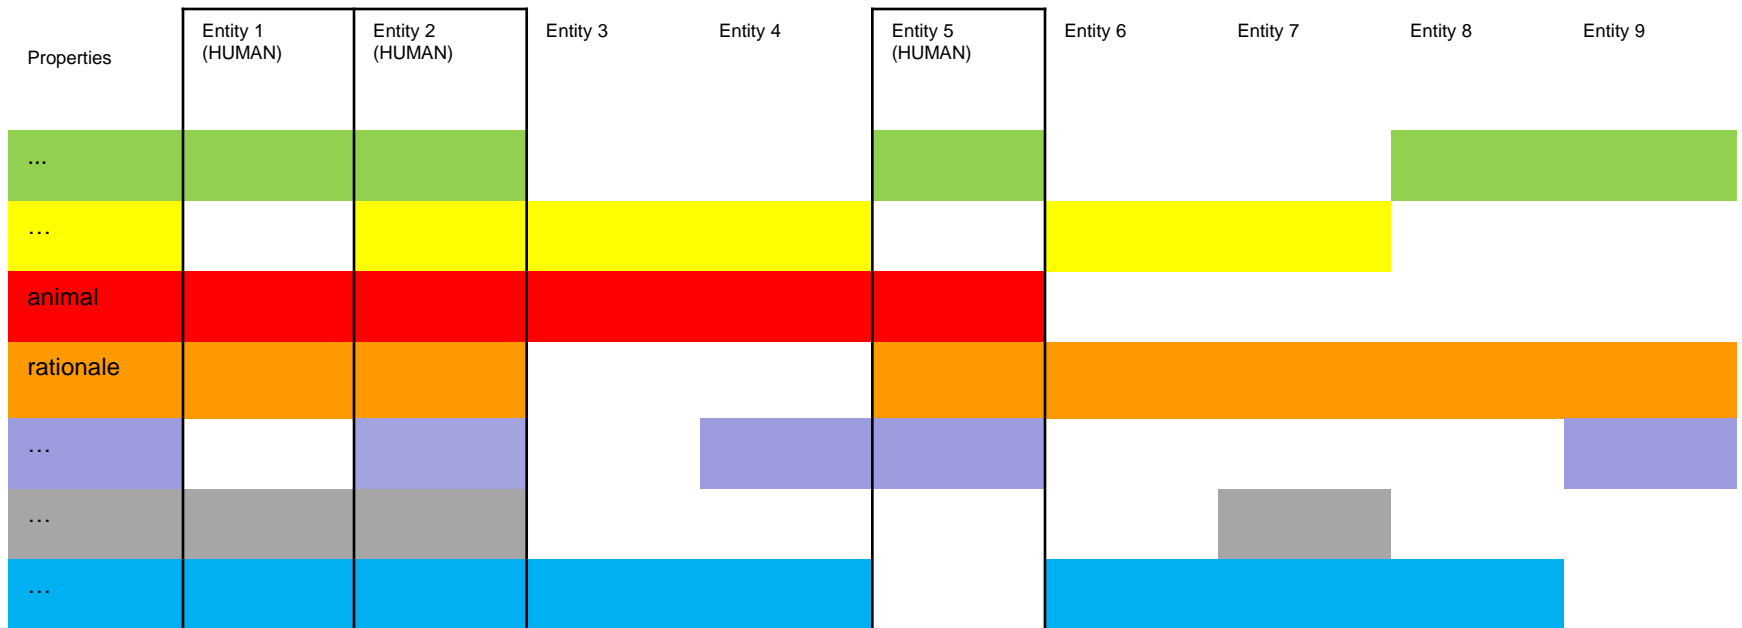 Properties
Entity 1
(HUMAN)
Entity 2
(HUMAN)
Entity 3
Entity 4
Entity 5
(HUMAN)
Entity 6
Entity 7
Entity 8
Entity 9
...
…
animal
rationale
…
…
…